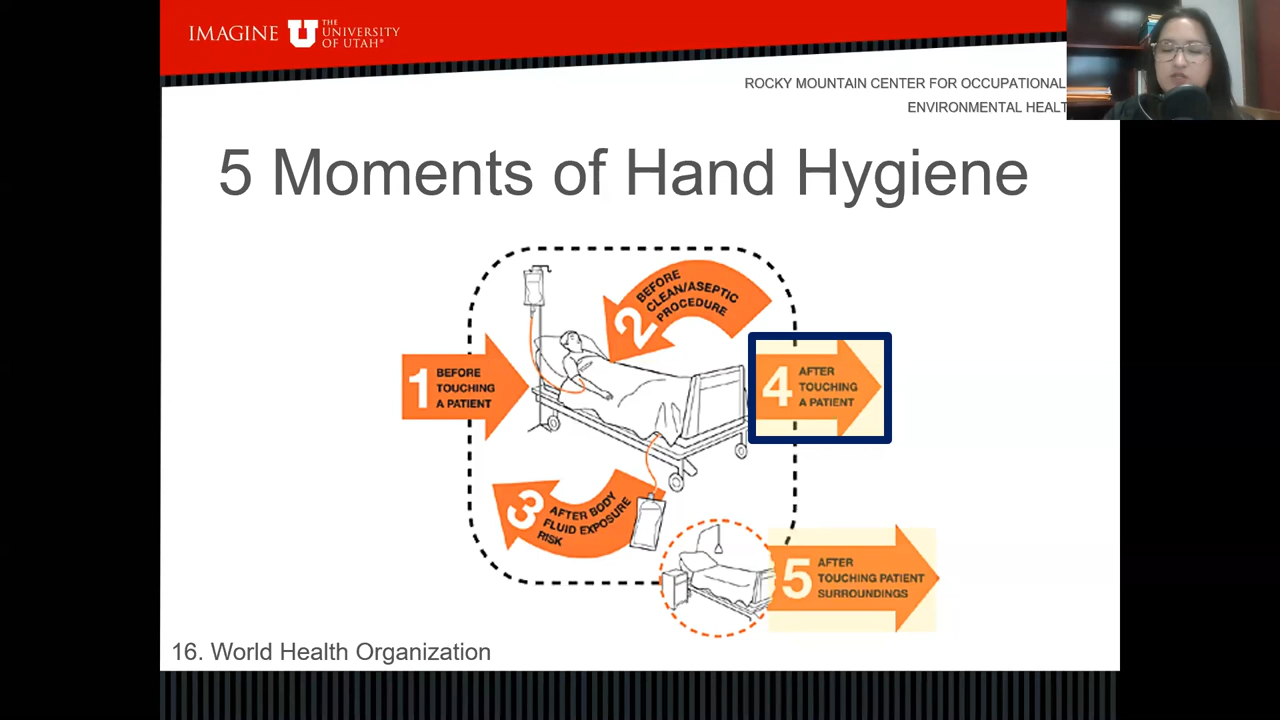 IMAGINE
THE
UNIVERSITY
OF UTAH®
ROCKY MOUNTAIN CENTER FOR OCCUPATIONAL
ENVIRONMENTAL HEALT
5 Moments of Hand Hygiene
1
BEFORE
TOUCHING
A PATIENT
2
BEFORE
CLEAN/ASEPTIC
PROCEDURE
3
AFTER BODY
FLUID EXPOSURE
RISK
4
AFTER
TOUCHING
A PATIENT
5
AFTER
TOUCHING PATIENT
SURROUNDINGS
16. World Health Organization